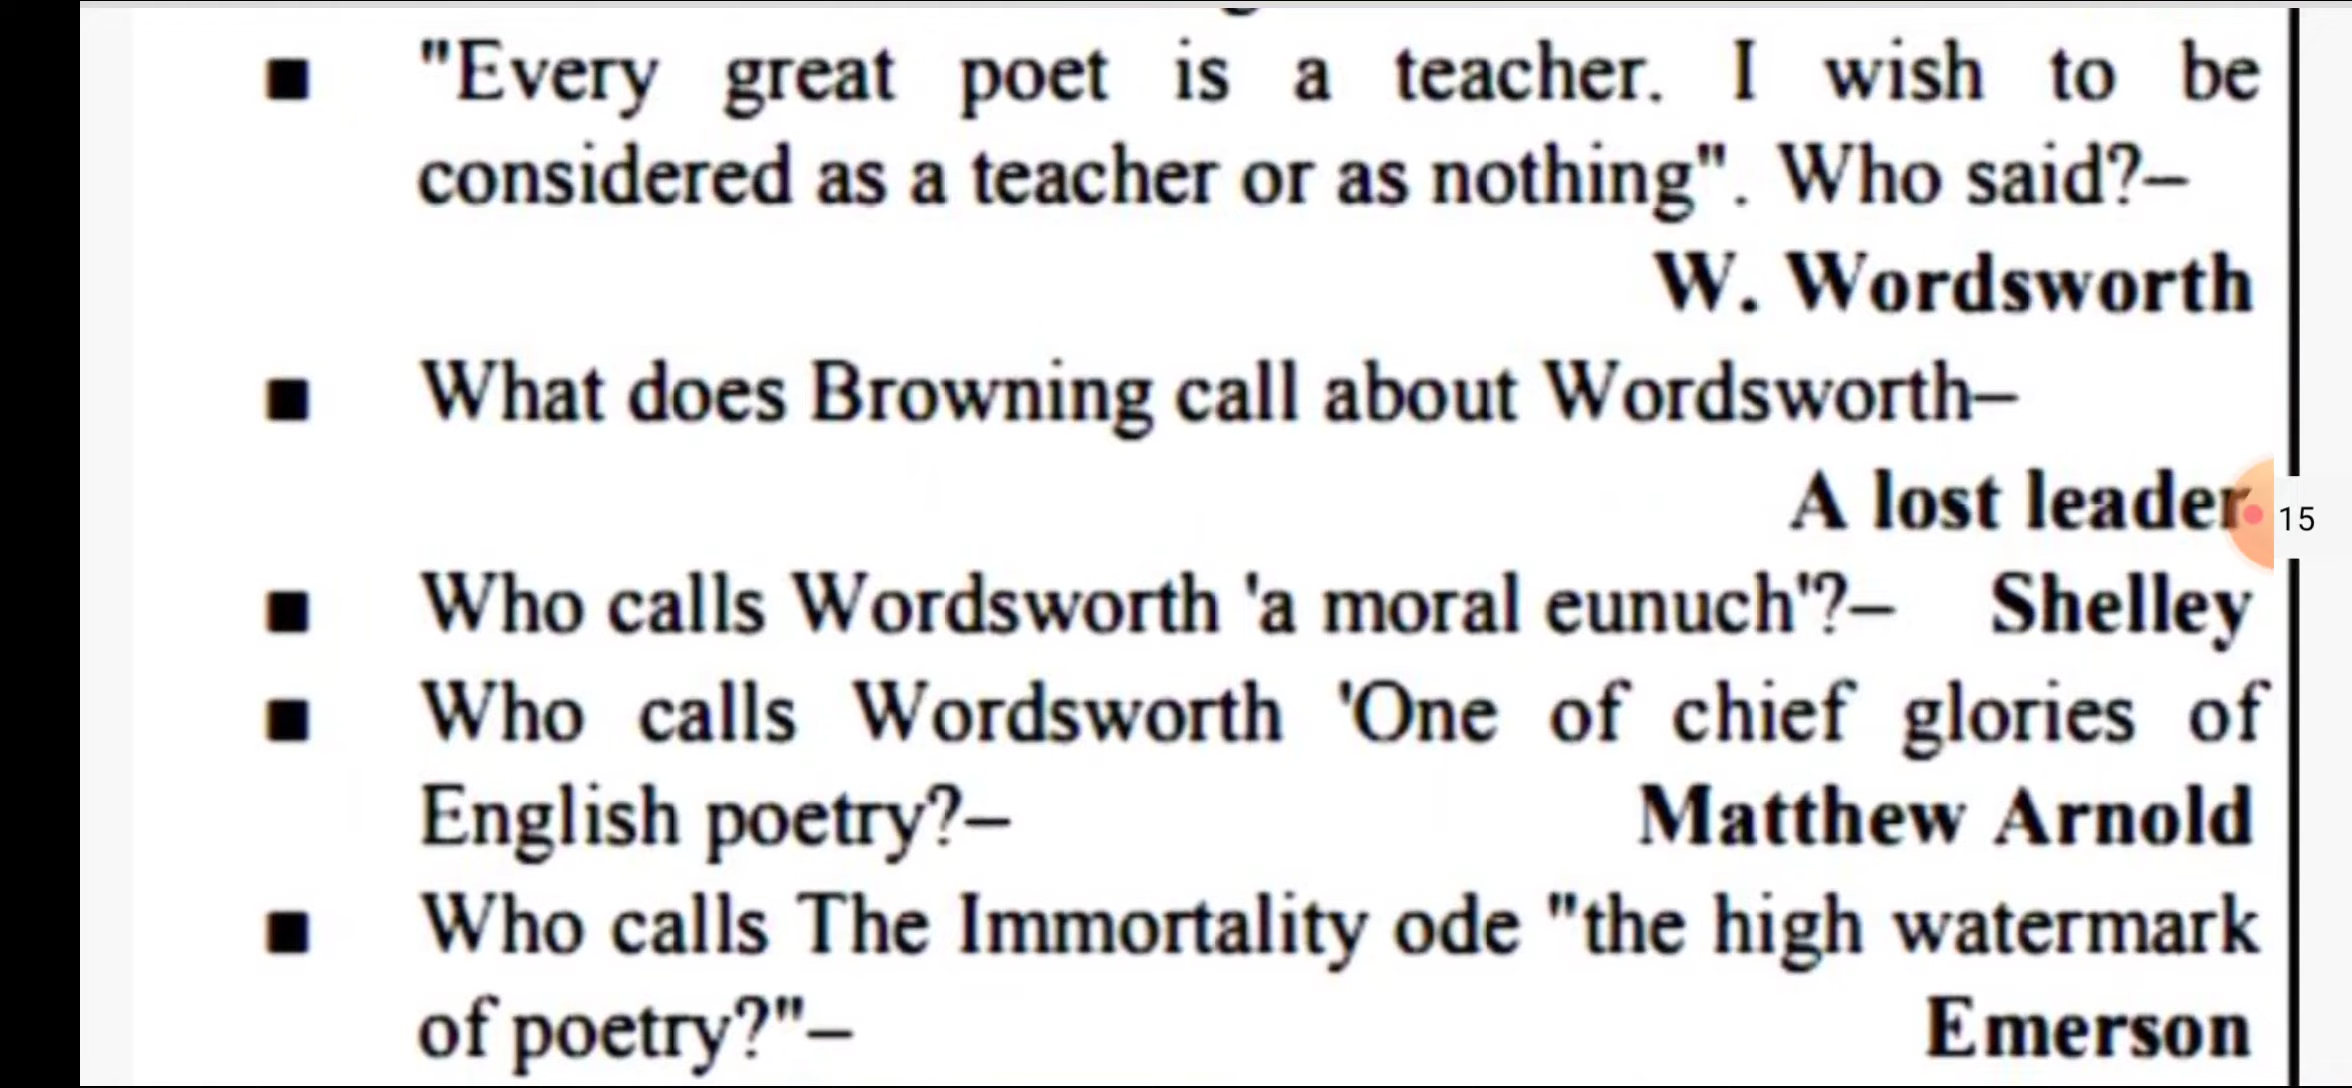 ■ "Every great poet is a teacher. I wish to be
considered as a teacher or as nothing". Who said?–
W. Wordsworth
■ What does Browning call about Wordsworth–
A lost leader
15
■ Who calls Wordsworth 'a moral eunuch'?– Shelley
■ Who calls Wordsworth 'One of chief glories of
English poetry?– Matthew Arnold
■ Who calls The Immortality ode "the high watermark
of poetry?"– Emerson